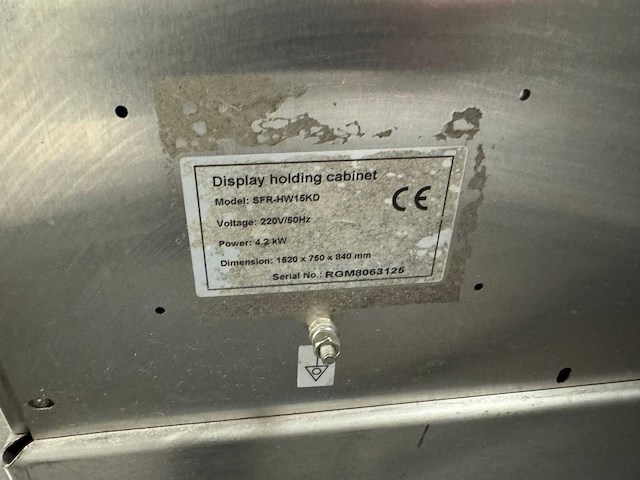 Display holding cabinet
Model: SFR-HW15KD
CE
Voltage: 220V/50Hz
Power: 4.2 kW
Dimension: 1520 x 750 x 840 mm
Serial No.: RGM8063125